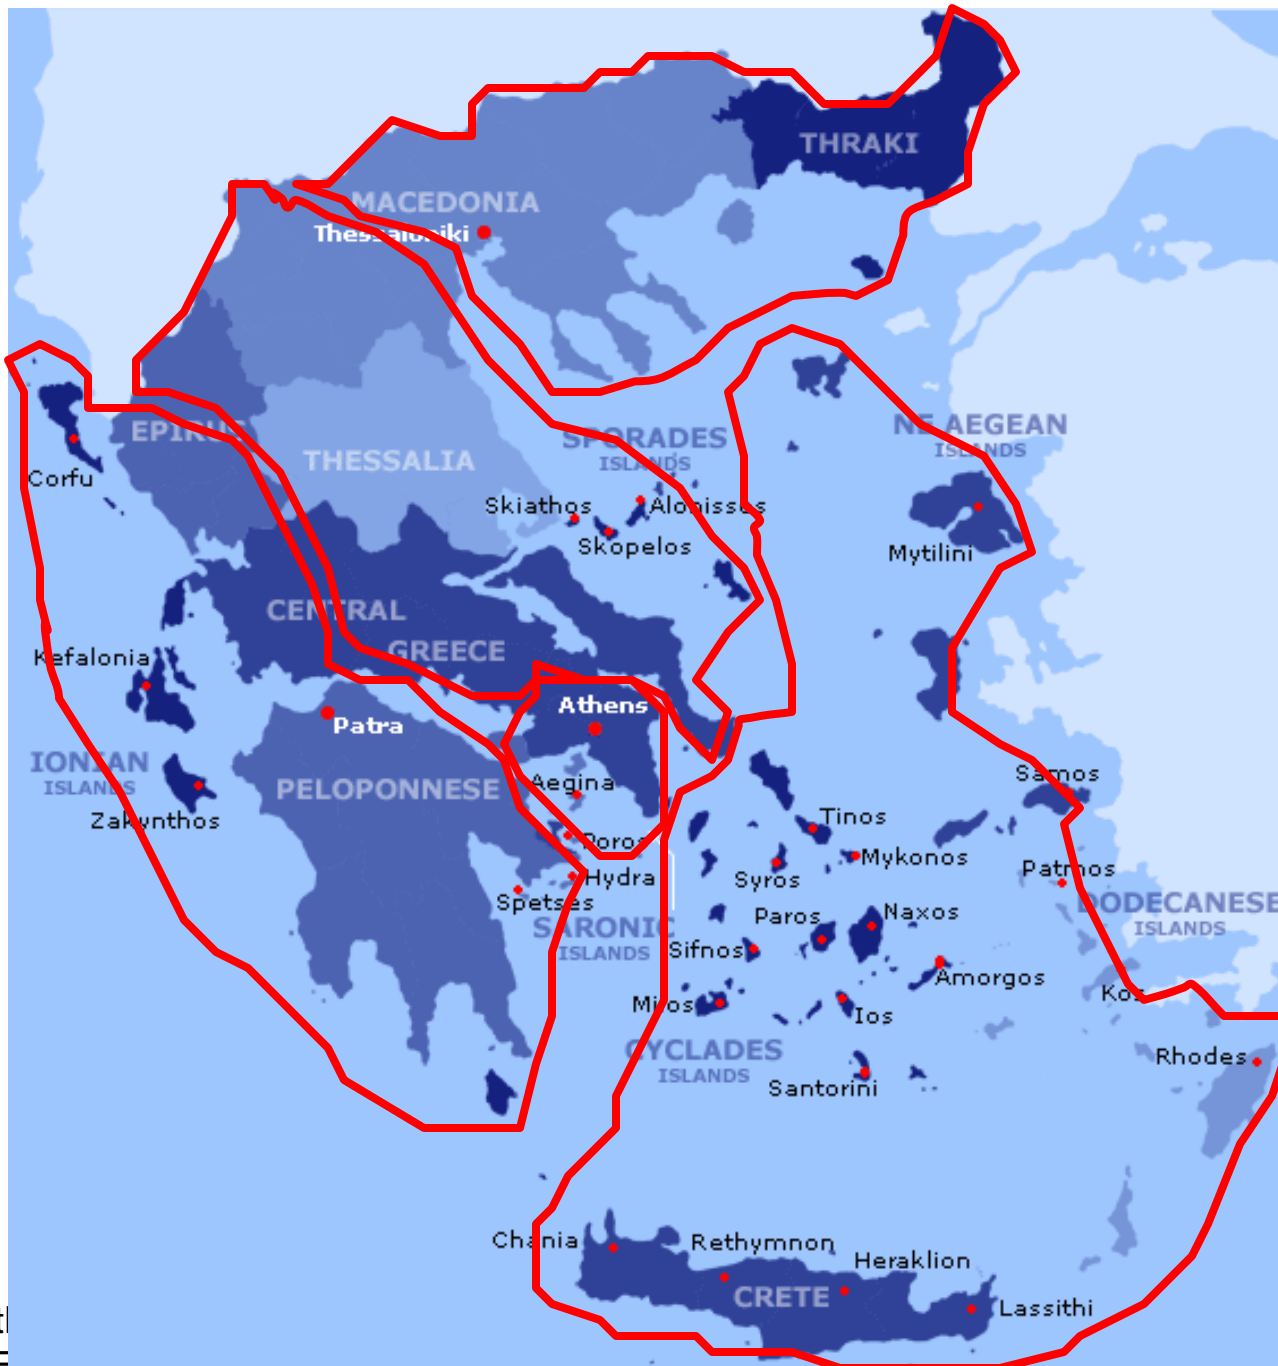 THRAKI
MACEDONIA
Thessaloniki
NE AEGEAN
ISLANDS
EPIRUS
SPORADES
ISLANDS
THESSALIA
Corfu
Skiathos
Alonissos
Skopelos
Mytilini
CENTRAL
GREECE
Kefalonia
Athens
Patra
IONIAN
ISLANDS
Samos
Aegina
PELOPONNESE
Zakynthos
Tinos
Poros
Mykonos
Patmos
Syros
Hydra
Spetses
DODECANESE
ISLANDS
Paros
Naxos
SARONIC
ISLANDS
Sifnos
Amorgos
Kos
Milos
Ios
CYCLADES
ISLANDS
Rhodes
Santorini
Chania
Rethymnon
Heraklion
CRETE
Lassithi